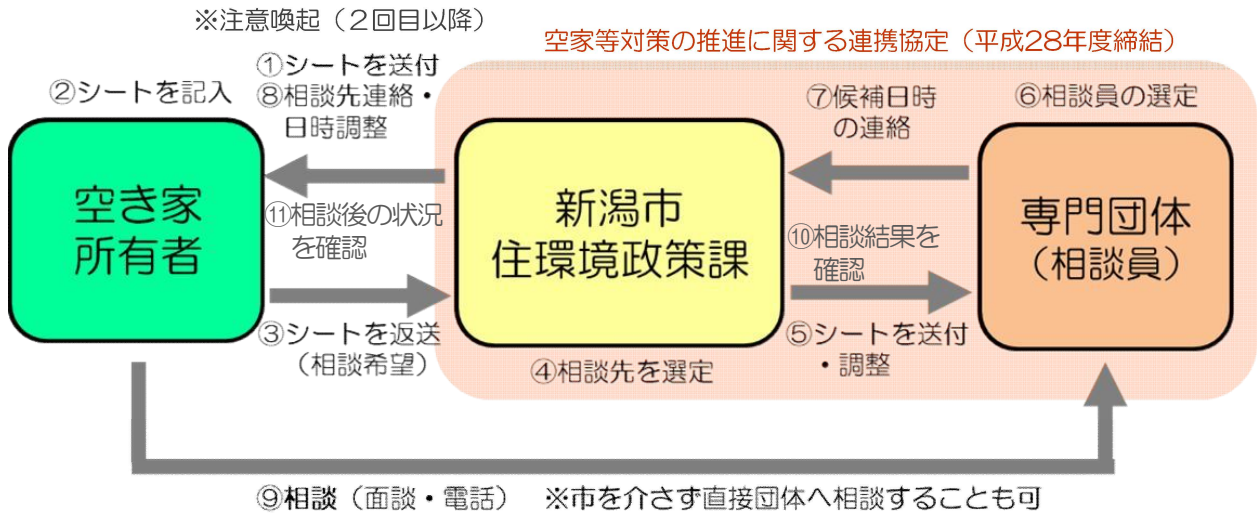 ※注意喚起（２回目以降）
空家等対策の推進に関する連携協定（平成28年度締結）
①シートを送付
⑧相談先連絡・
日時調整
②シートを記入
⑦候補日時
の連絡
⑥相談員の選定
空き家
所有者
⑪相談後の状況
を確認
新潟市
住環境政策課
⑩相談結果を
確認
専門団体
（相談員）
③シートを返送
（相談希望）
④相談先を選定
⑤シートを送付
・調整
⑨相談（面談・電話）　※市を介さず直接団体へ相談することも可